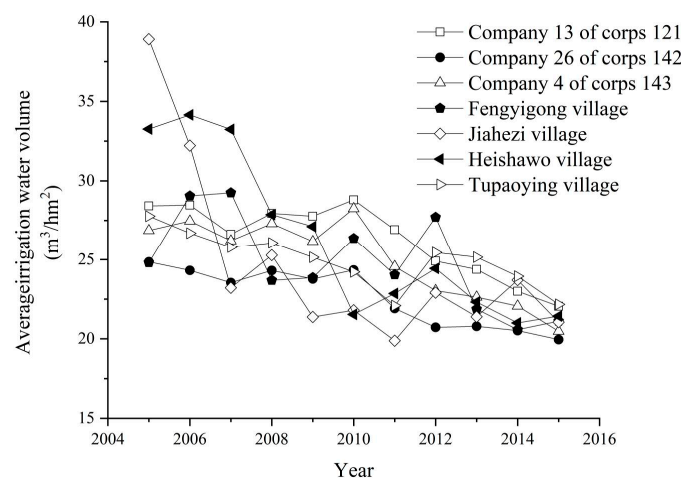 Averageirrigation water volume
(m³/hm²)
40
35
30
25
20
15
Company 13 of corps 121
Company 26 of corps 142
Company 4 of corps 143
Fengyigong village
Jiahezi village
Heishawo village
Tupaoying village
2004 2006 2008 2010 2012 2014 2016
Year